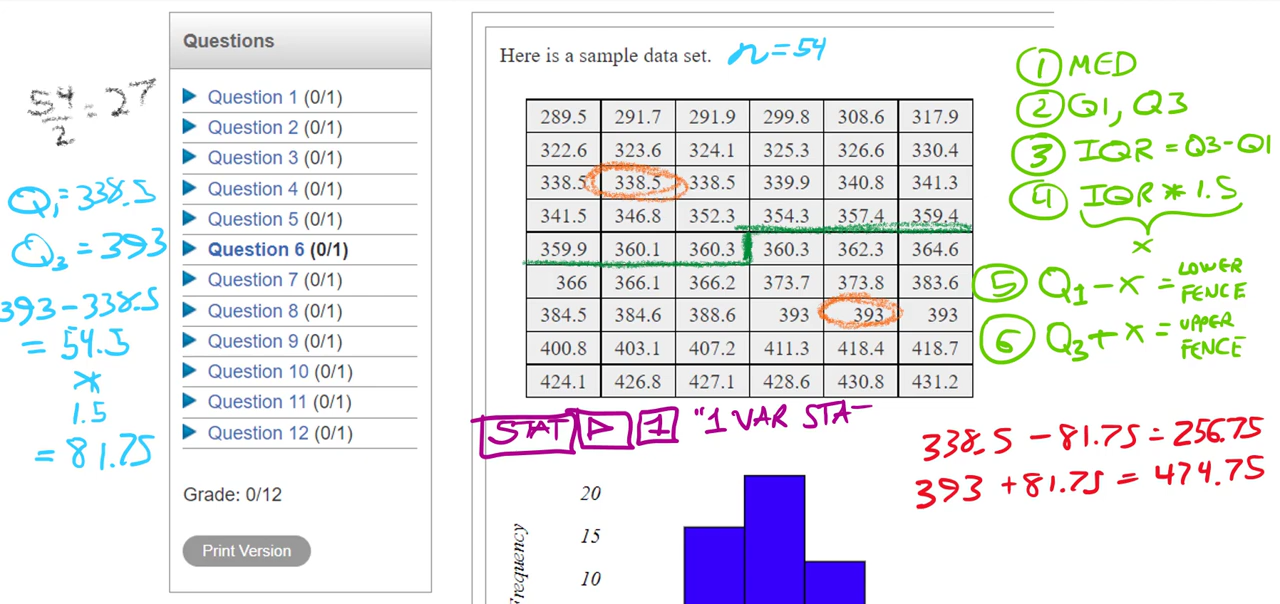 Questions
Question 1 (0/1)
Question 2 (0/1)
Question 3 (0/1)
Question 4 (0/1)
Question 5 (0/1)
Question 6 (0/1)
Question 7 (0/1)
Question 8 (0/1)
Question 9 (0/1)
Question 10 (0/1)
Question 11 (0/1)
Question 12 (0/1)
Grade: 0/12
Print Version
54/2 = 27
Q1 = 338.5
Q3 = 393
393 - 338.5
= 54.5
*
1.5
= 81.75
Here is a sample data set. n = 54
289.5 291.7 291.9 299.8 308.6 317.9
322.6 323.6 324.1 325.3 326.6 330.4
338.5 338.5 338.5 339.9 340.8 341.3
341.5 346.8 352.3 354.3 357.4 359.4
359.9 360.1 360.3 360.3 362.3 364.6
366 366.1 366.2 373.7 373.8 383.6
384.5 384.6 388.6 393 393 393
400.8 403.1 407.2 411.3 418.4 418.7
424.1 426.8 427.1 428.6 430.8 431.2
STAT ▷ 1 "1 VAR STA
20
15
10
Frequency
1 MED
2 Q1, Q3
3 IQR = Q3-Q1
4 IQR * 1.5
x
5 Q1 - x = LOWER FENCE
6 Q3 + x = UPPER FENCE
338.5 - 81.75 = 256.75
393 + 81.75 = 474.75